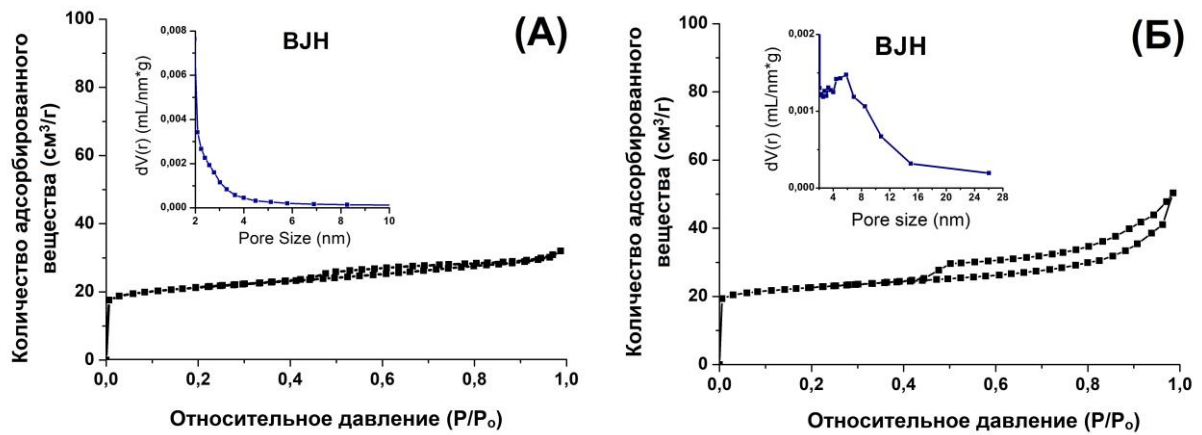 (А)
BJH
0,008
0,006
0,004
0,002
0,000
dV(r) (mL/nm*g)
2 4 6 8 10
Pore Size (nm)
100
80
60
40
20
0
Количество адсорбированного
вещества (см³/г)
0,0 0,2 0,4 0,6 0,8 1,0
Относительное давление (P/Pₒ)
(Б)
BJH
0,002
0,001
0,000
dV(r) (mL/nm*g)
4 8 12 16 20 24 28
Pore size (nm)
100
80
60
40
20
0
Количество адсорбированного
вещества (см³/г)
0,0 0,2 0,4 0,6 0,8 1,0
Относительное давление (P/Pₒ)